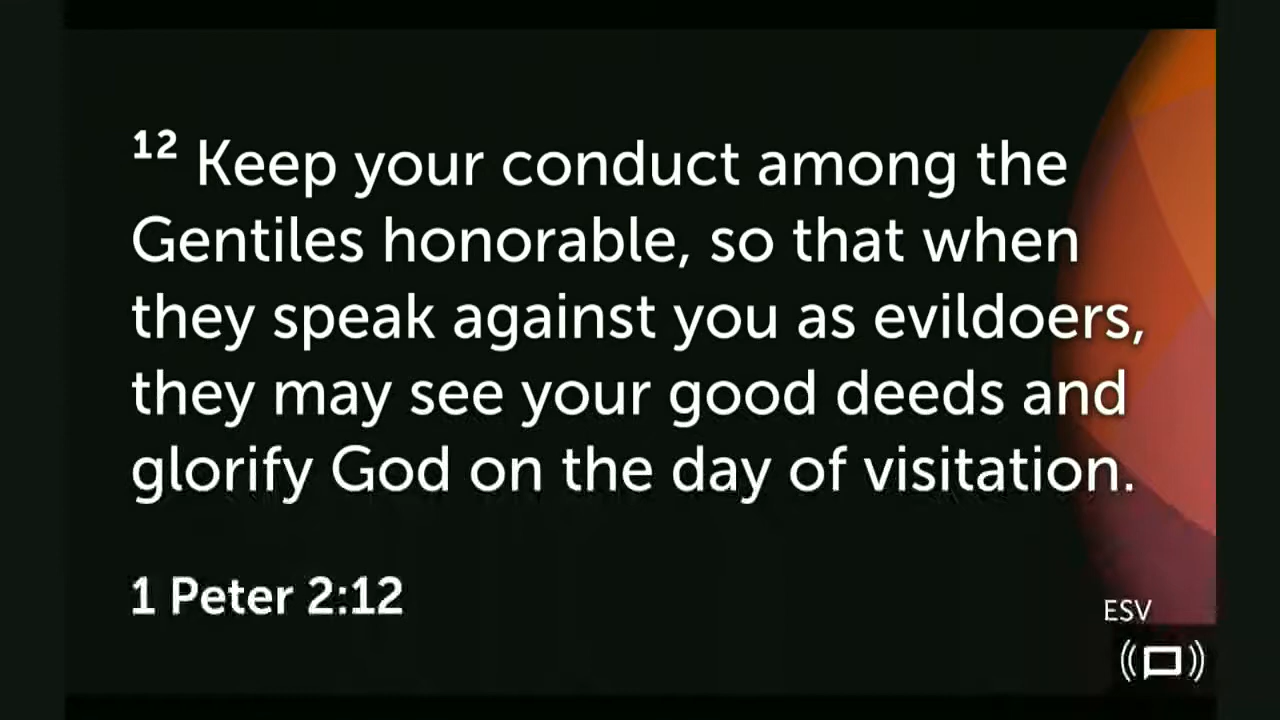 12 Keep your conduct among the
Gentiles honorable, so that when
they speak against you as evildoers,
they may see your good deeds and
glorify God on the day of visitation.
1 Peter 2:12
ESV